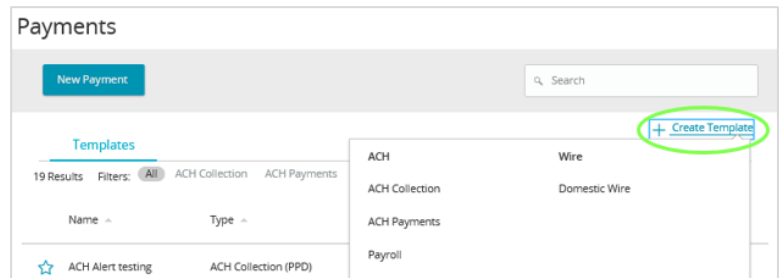 Payments
New Payment
Search
+ Create Template
Templates
19 Results Filters: All ACH Collection ACH Payments
Name Type
ACH Alert testing ACH Collection (PPD)
ACH Wire
ACH Collection Domestic Wire
ACH Payments
Payroll